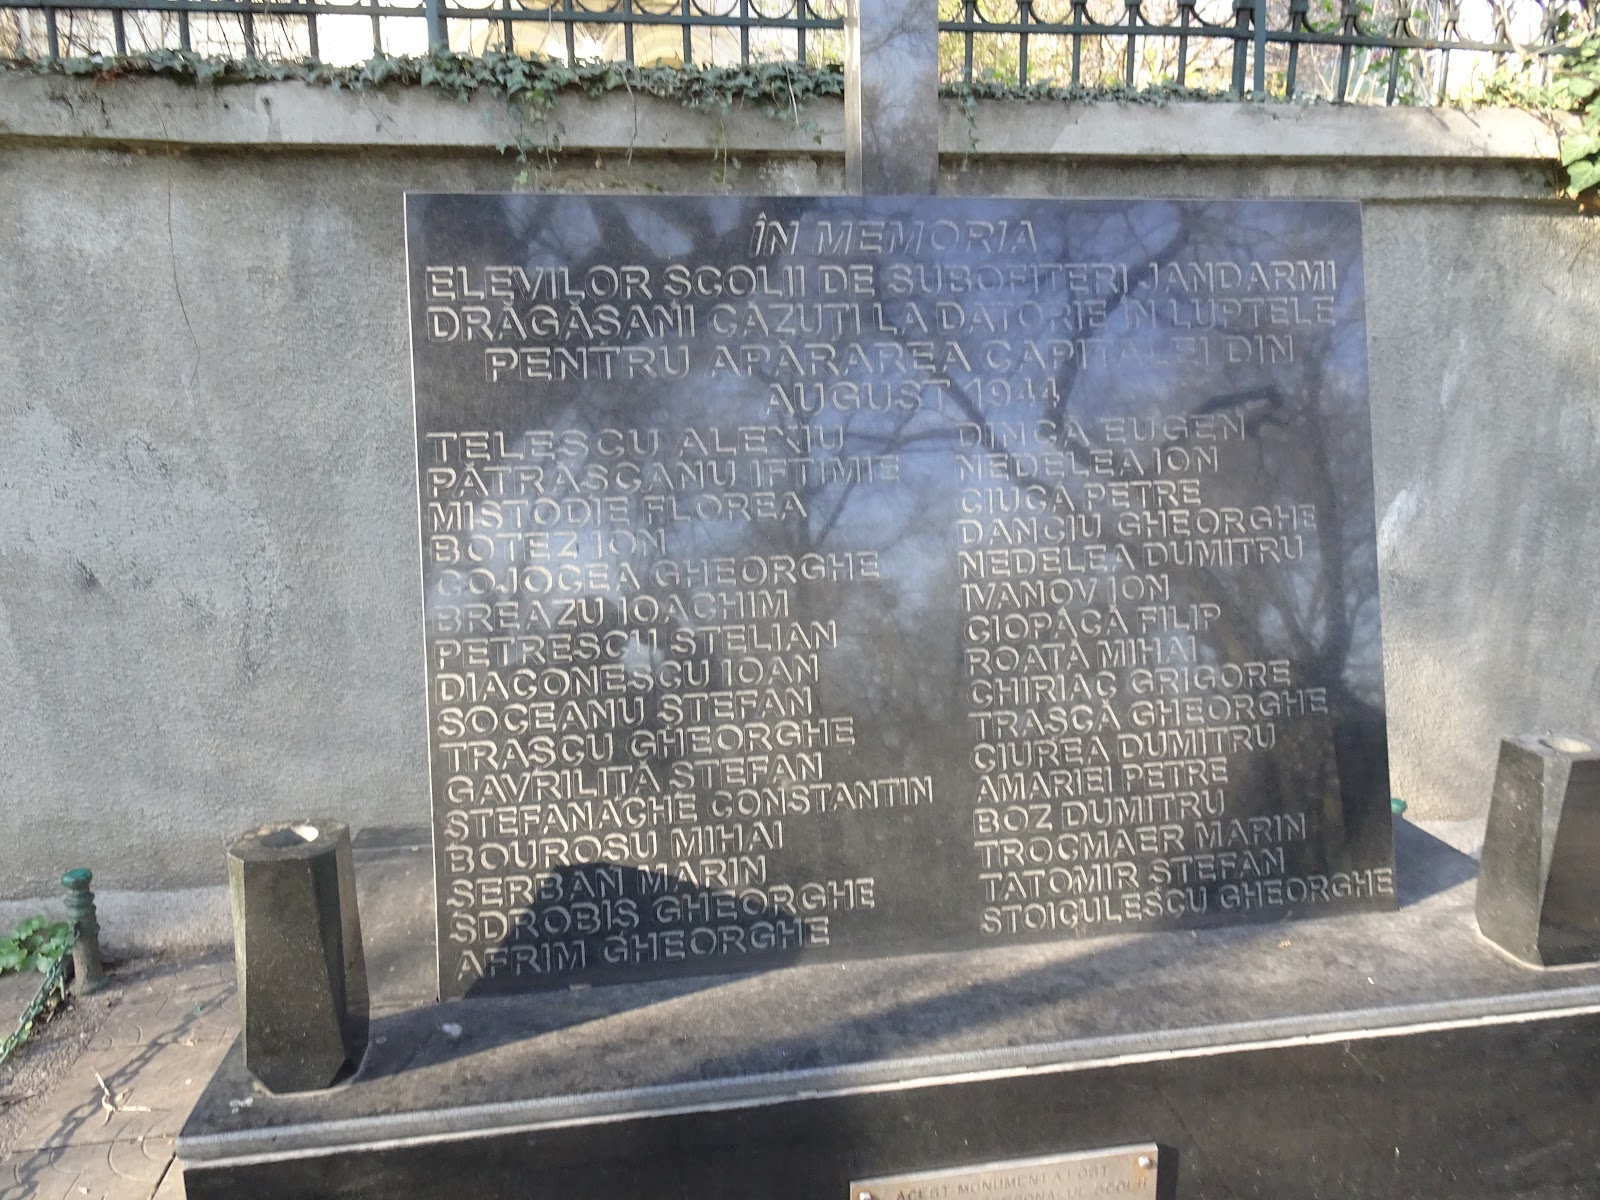 ÎN MEMORIA
ELEVILOR ȘCOLII DE SUBOFIȚERI JANDARMI
DRĂGĂȘANI CĂZUȚI LA DATORIE ÎN LUPTELE
PENTRU APĂRAREA CAPITALEI DIN
AUGUST 1944
TELESCU ALEXIU
PĂTRĂȘCANU IFTIMIE
MISTODIE FLOREA
BOTEZ ION
COJOCEA GHEORGHE
BREAZU IOACHIM
PETRESCU STELIAN
DIACONESCU IOAN
SOCEANU ȘTEFAN
TRAȘCU GHEORGHE
GAVRILIȚĂ ȘTEFAN
ȘTEFANACHE CONSTANTIN
BOUROȘU MIHAI
ȘERBAN MARIN
SDROBIȘ GHEORGHE
AFRIM GHEORGHE
DIMCA EUGEN
NEDELEA ION
CIUCĂ PETRE
DANCIU GHEORGHE
NEDELEA DUMITRU
IVANOV ION
CIOPACĂ FILIP
ROATĂ MIHAI
CHIRIAC GRIGORE
TRAȘCĂ GHEORGHE
CIUREA DUMITRU
AMARIEI PETRE
BOZ DUMITRU
TROCMAER MARIN
TATOMIR ȘTEFAN
STOICULESCU GHEORGHE
ACEST MONUMENT A FOST